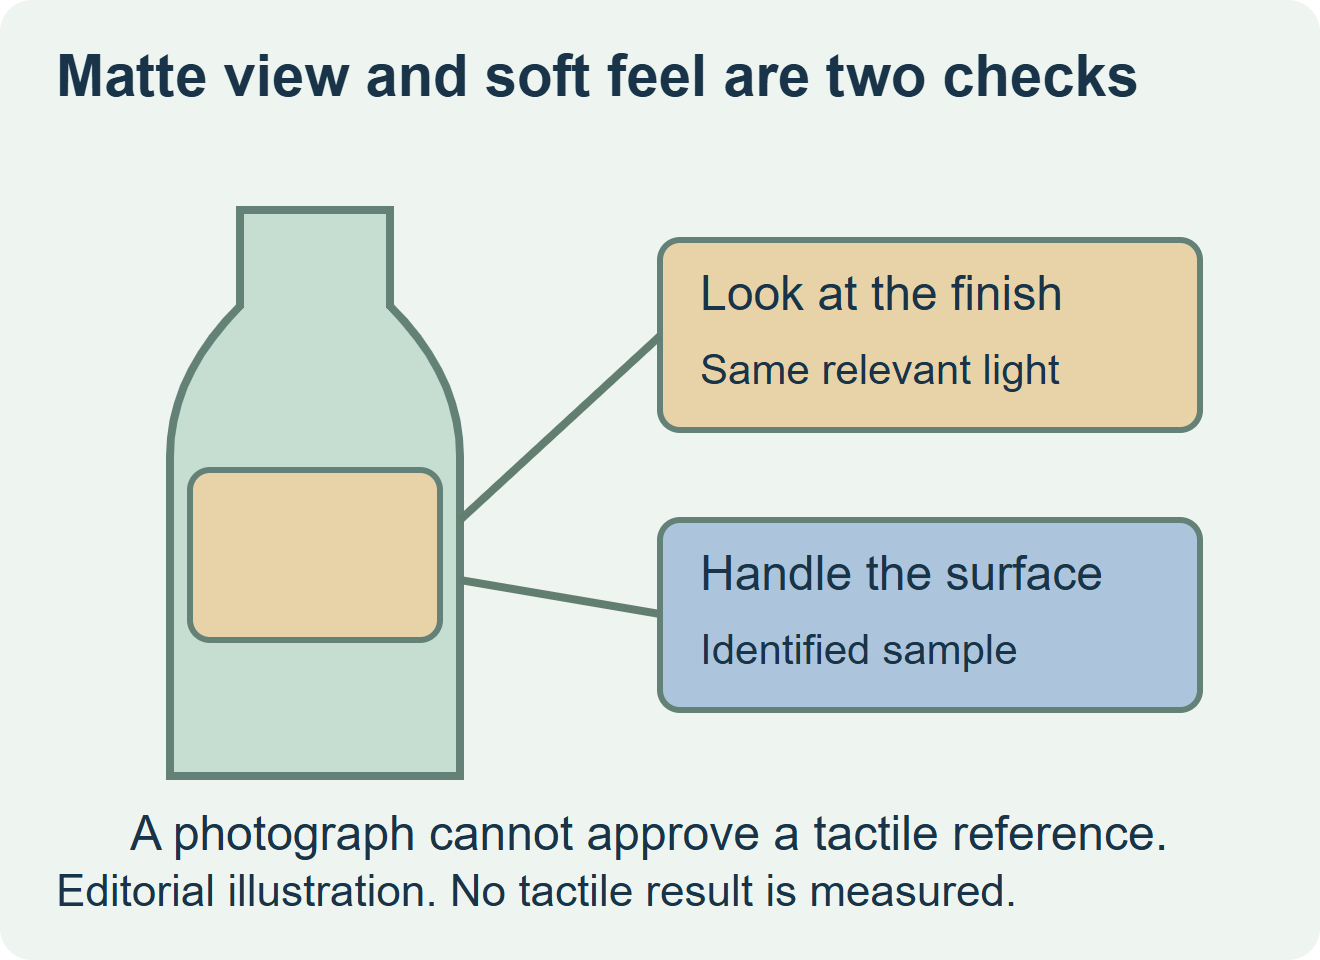 Matte view and soft feel are two checks
Look at the finish
Same relevant light
Handle the surface
Identified sample
A photograph cannot approve a tactile reference.
Editorial illustration. No tactile result is measured.